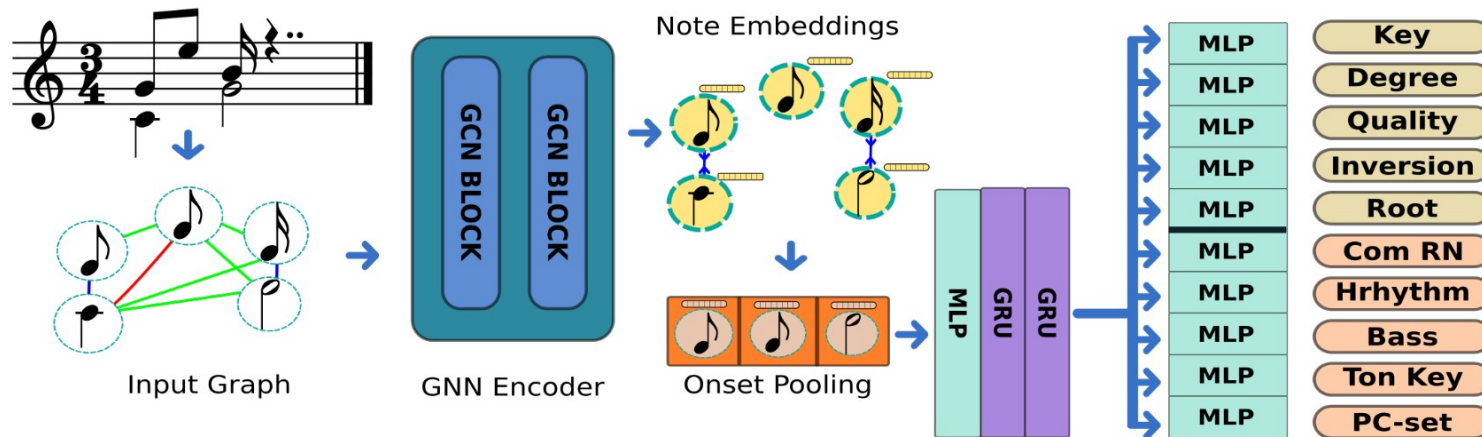 3
4
Input Graph
GCN BLOCK
GCN BLOCK
GNN Encoder
Note Embeddings
Onset Pooling
MLP
GRU
GRU
MLP
Key
MLP
Degree
MLP
Quality
MLP
Inversion
MLP
Root
MLP
Com RN
MLP
Hrhythm
MLP
Bass
MLP
Ton Key
MLP
PC-set